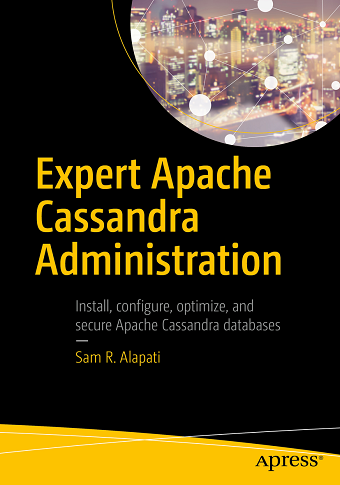 Expert Apache
Cassandra
Administration
Install, configure, optimize, and
secure Apache Cassandra databases
Sam R. Alapati
Apress®